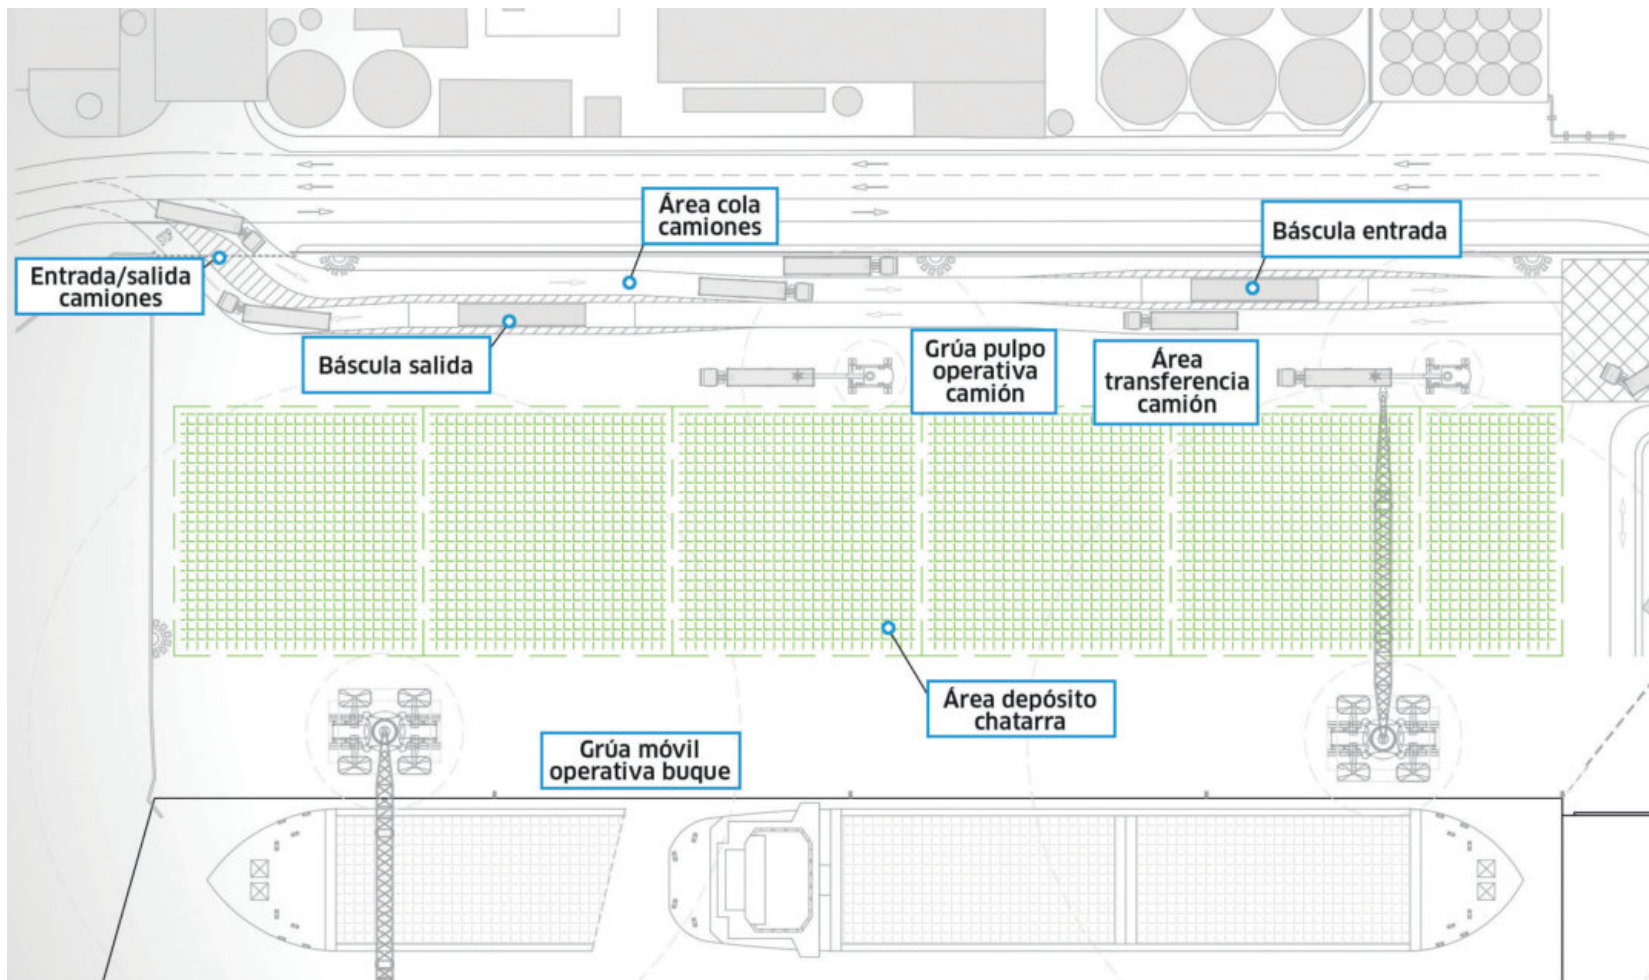 Área cola
camiones
Báscula entrada
Entrada/salida
camiones
Báscula salida
Grúa pulpo
operativa
camión
Área
transferencia
camión
Área depósito
chatarra
Grúa móvil
operativa buque